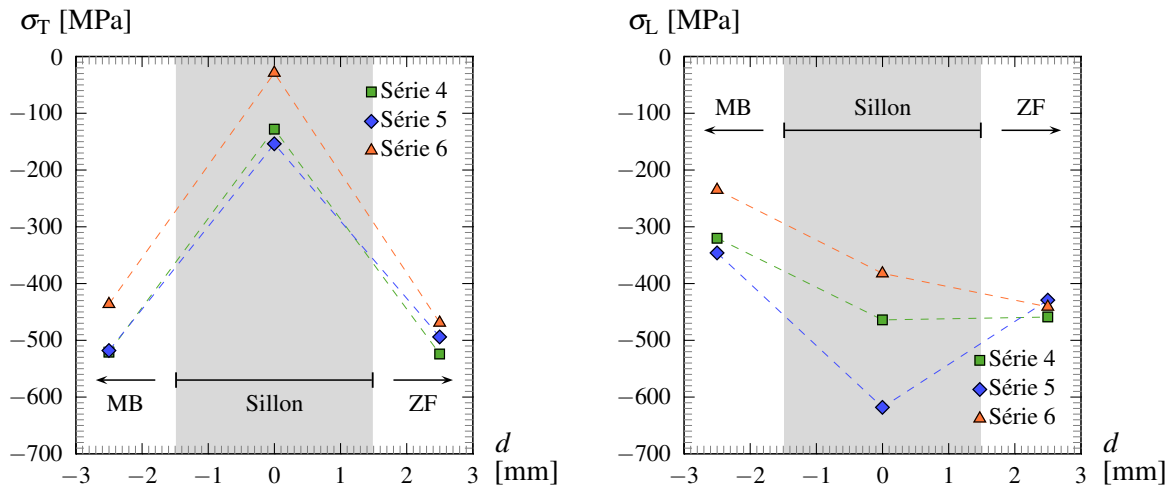 σT [MPa]
0
−100
−200
−300
−400
−500
−600
−700
−3 −2 −1 0 1 2 3
d
[mm]
Série 4
Série 5
Série 6
MB Sillon ZF
σL [MPa]
0
−100
−200
−300
−400
−500
−600
−700
−3 −2 −1 0 1 2 3
d
[mm]
MB Sillon ZF
Série 4
Série 5
Série 6